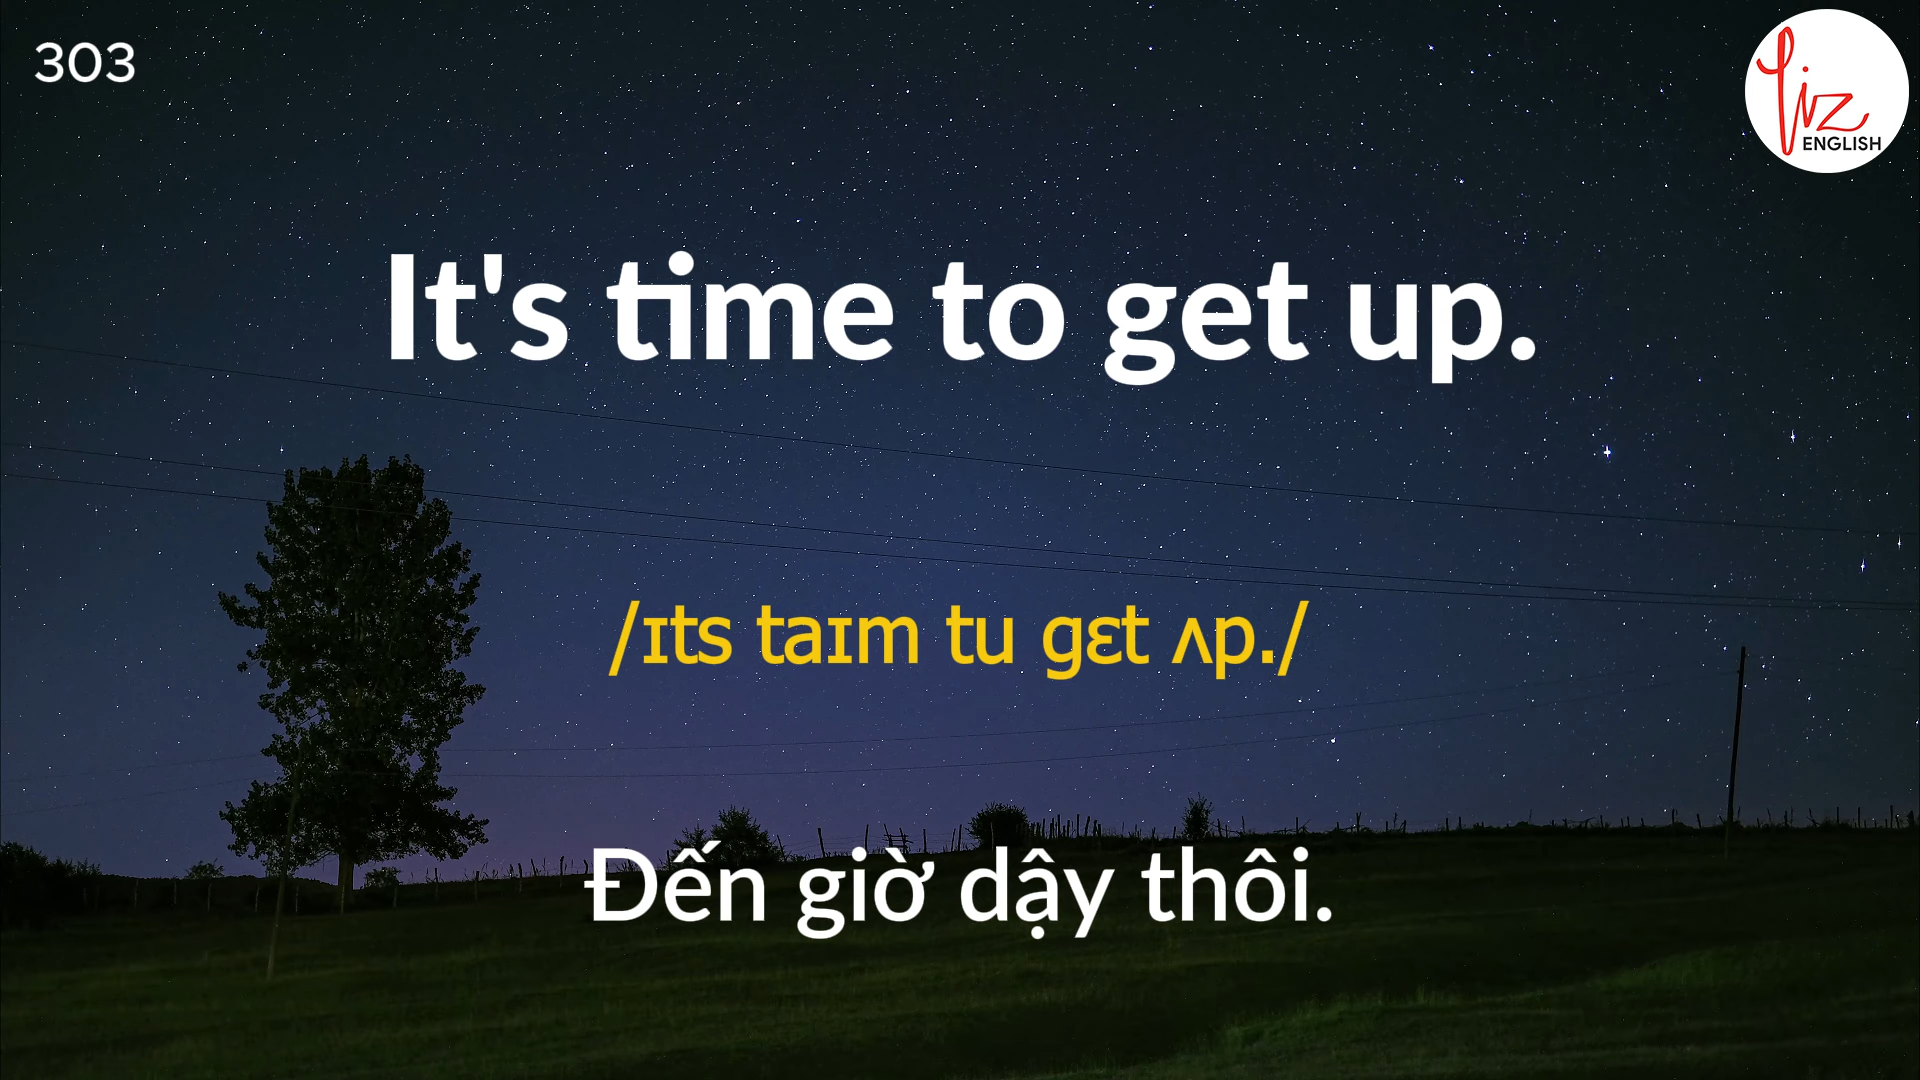 303
Liz
ENGLISH
It's time to get up.
/ɪts taɪm tu gɛt ʌp./
Đến giờ dậy thôi.